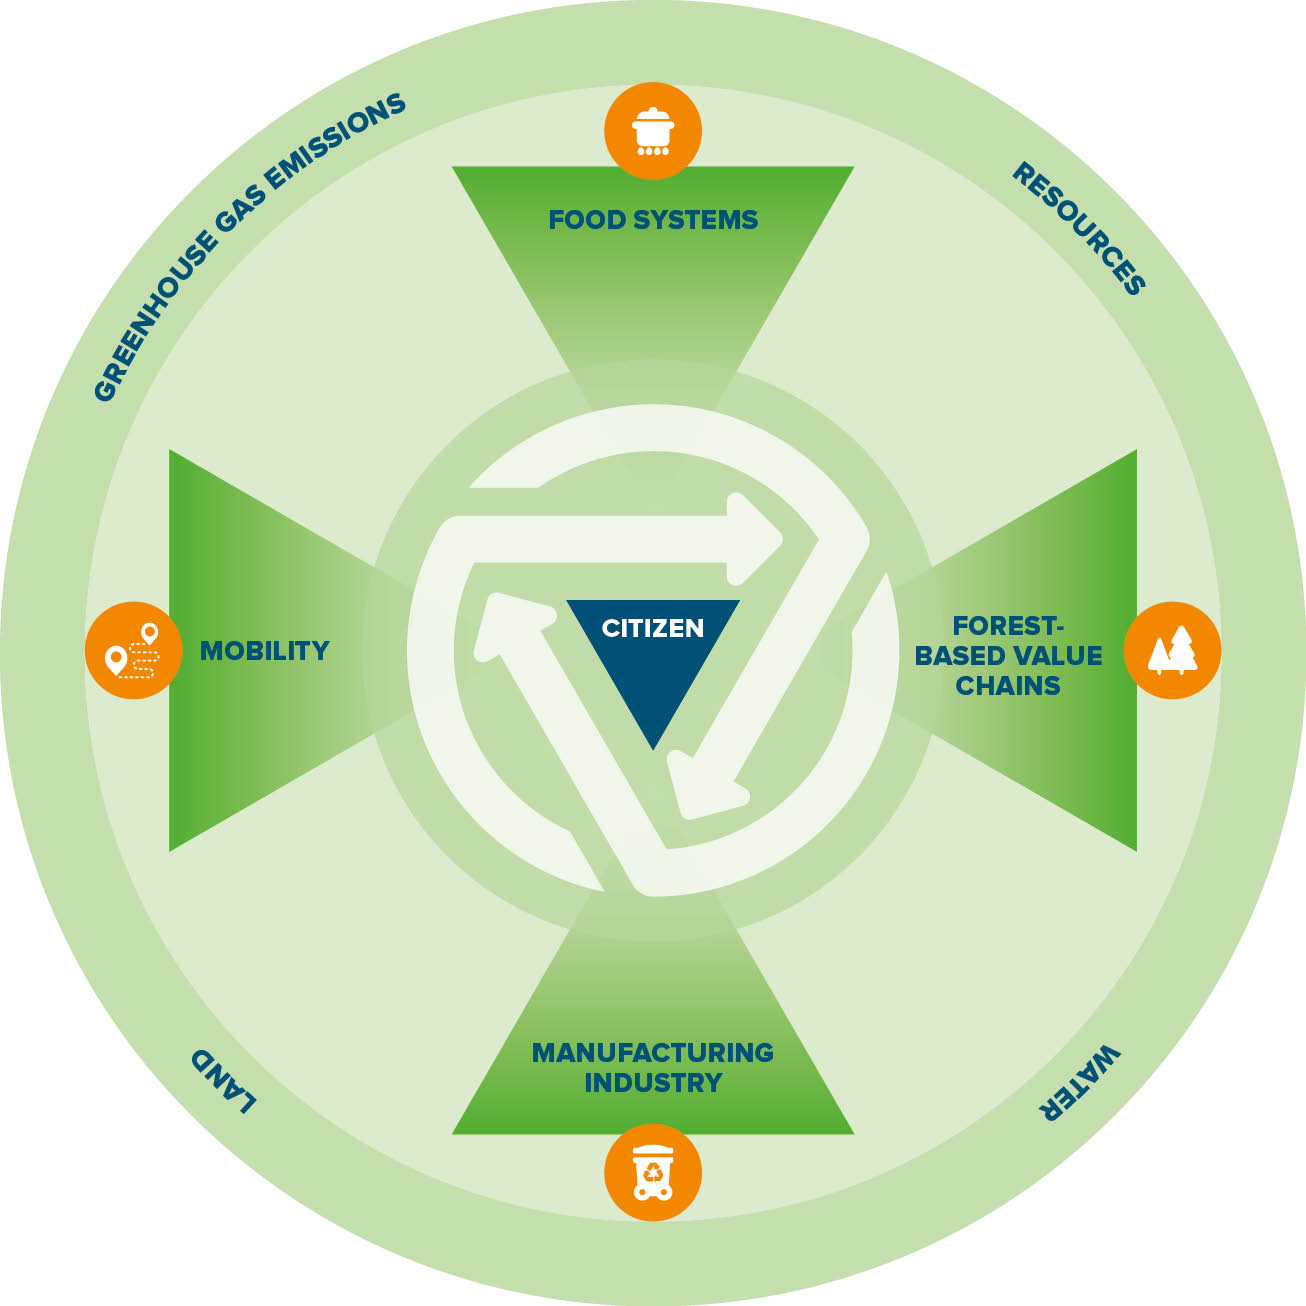 GREENHOUSE GAS EMISSIONS
RESOURCES
FOOD SYSTEMS
MOBILITY
CITIZEN
FOREST-
BASED VALUE
CHAINS
MANUFACTURING
INDUSTRY
LAND
WATER